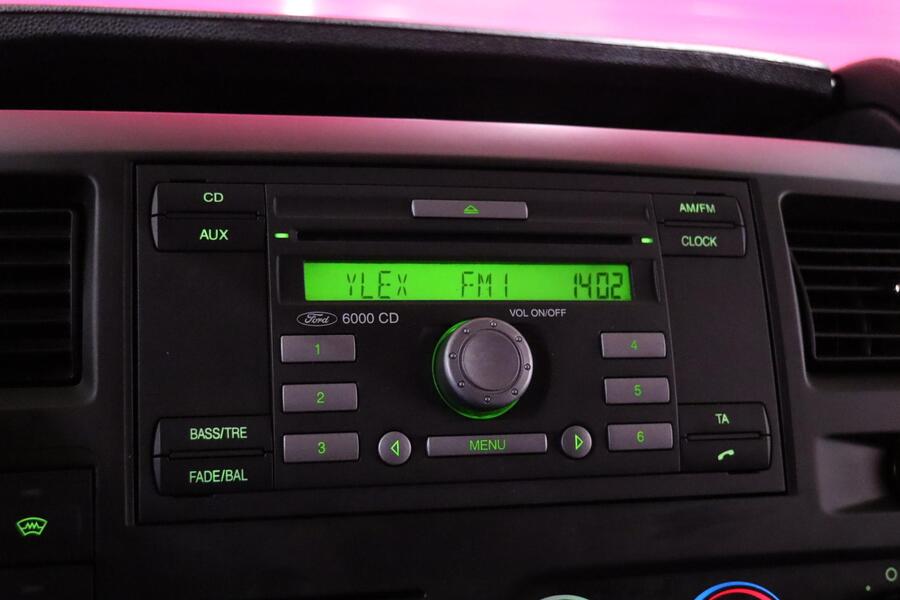 CD
AUX
AM/FM
CLOCK
YLEX FM1 1402
Ford 6000 CD
VOL ON/OFF
1
2
3
4
5
6
MENU
BASS/TRE
FADE/BAL
TA